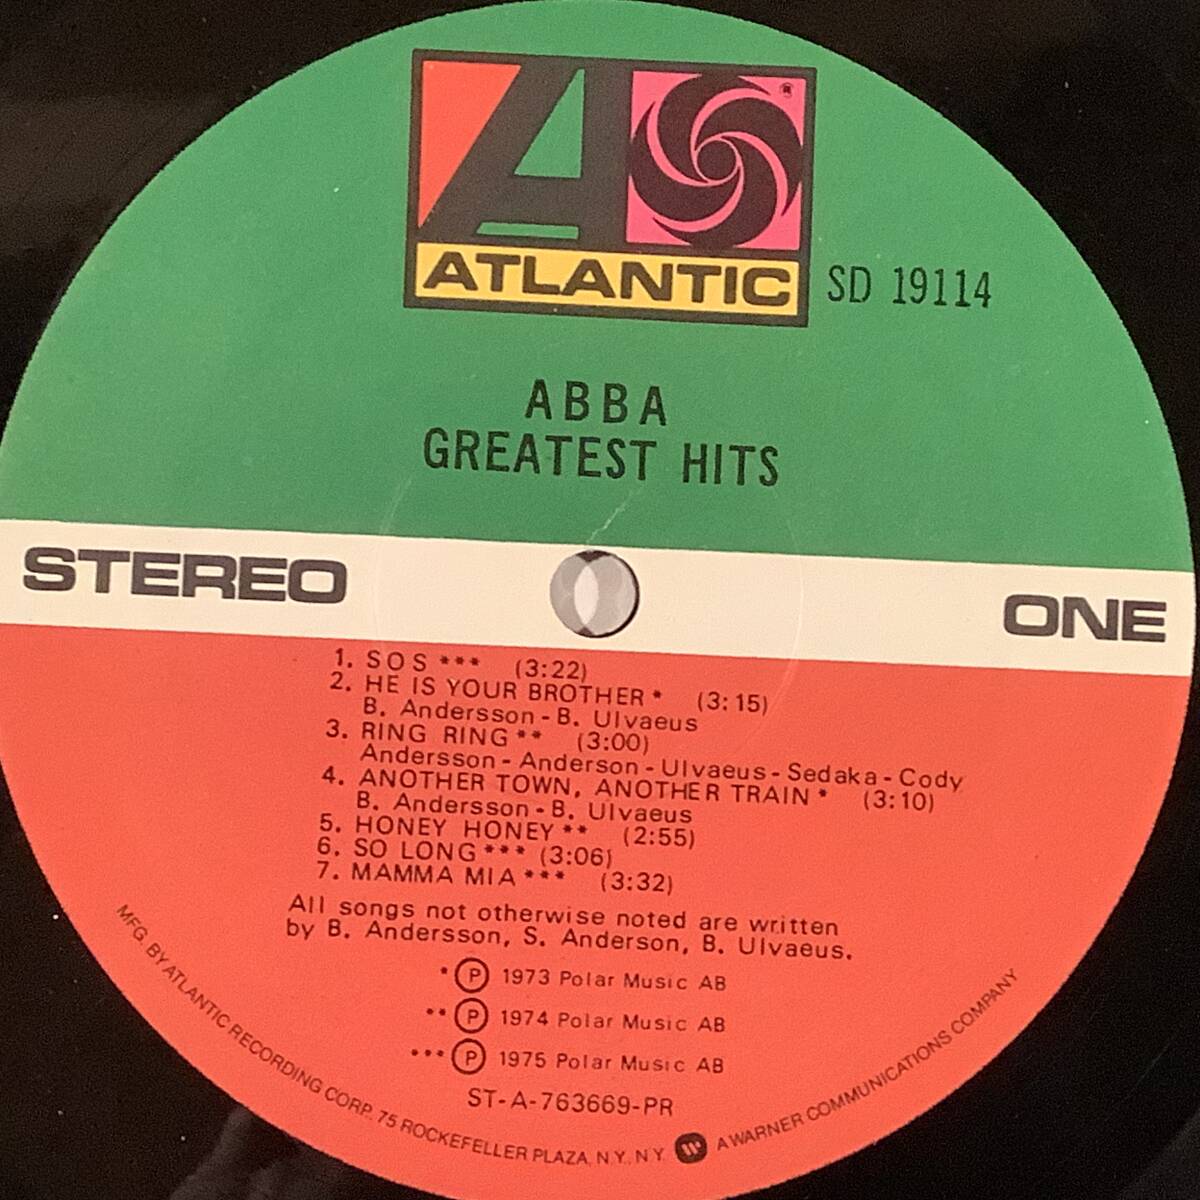 ®
ATLANTIC
SD 19114
ABBA
GREATEST HITS
STEREO
ONE
1. SOS *** (3:22)
2. HE IS YOUR BROTHER * (3:15)
B. Andersson - B. Ulvaeus
3. RING RING ** (3:00)
Andersson - Anderson - Ulvaeus - Sedaka - Cody
4. ANOTHER TOWN, ANOTHER TRAIN * (3:10)
B. Andersson - B. Ulvaeus
5. HONEY HONEY ** (2:55)
6. SO LONG *** (3:06)
7. MAMMA MIA *** (3:32)
All songs not otherwise noted are written
by B. Andersson, S. Anderson, B. Ulvaeus.
* ℗ 1973 Polar Music AB
** ℗ 1974 Polar Music AB
*** ℗ 1975 Polar Music AB
ST-A-763669-PR
MFG. BY ATLANTIC RECORDING CORP. 75 ROCKEFELLER PLAZA, N.Y., N.Y. A WARNER COMMUNICATIONS COMPANY